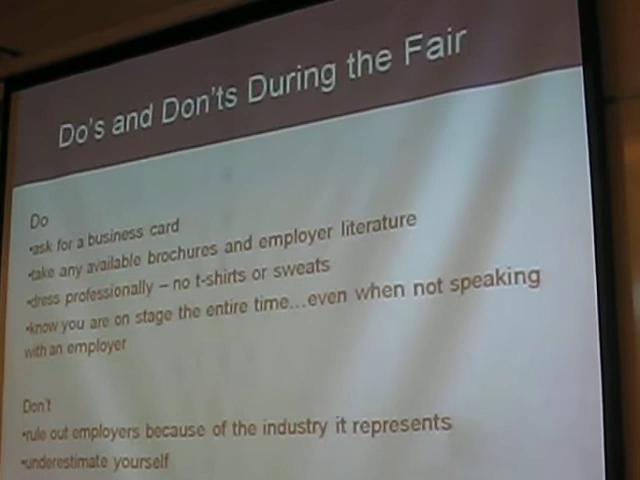 Do's and Don'ts During the Fair
Do
•ask for a business card
•take any available brochures and employer literature
•dress professionally – no t-shirts or sweats
•know you are on stage the entire time...even when not speaking
with an employer
Don't
•rule out employers because of the industry it represents
•underestimate yourself